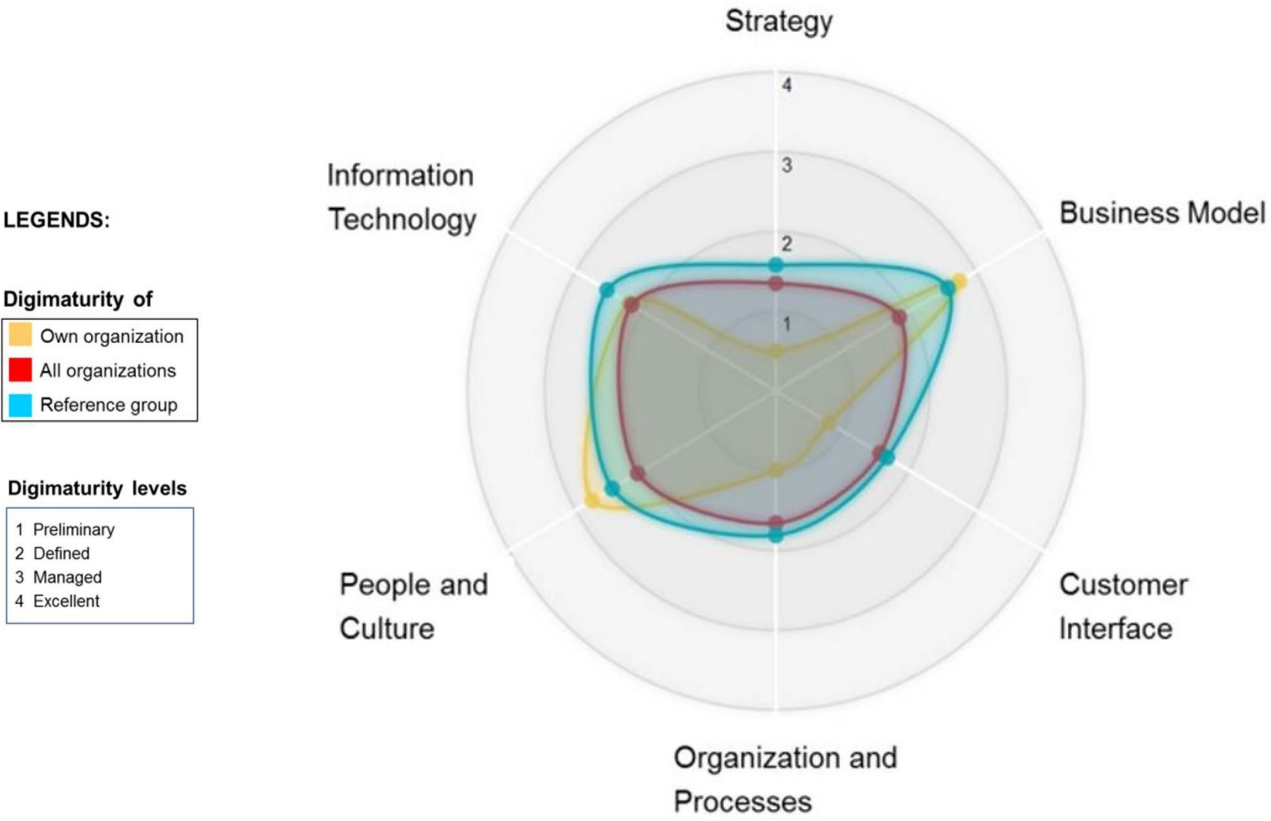 Strategy
4
3
2
1
Information
Technology
Business Model
LEGENDS:
Digimaturity of
Own organization
All organizations
Reference group
Digimaturity levels
1 Preliminary
2 Defined
3 Managed
4 Excellent
People and
Culture
Customer
Interface
Organization and
Processes